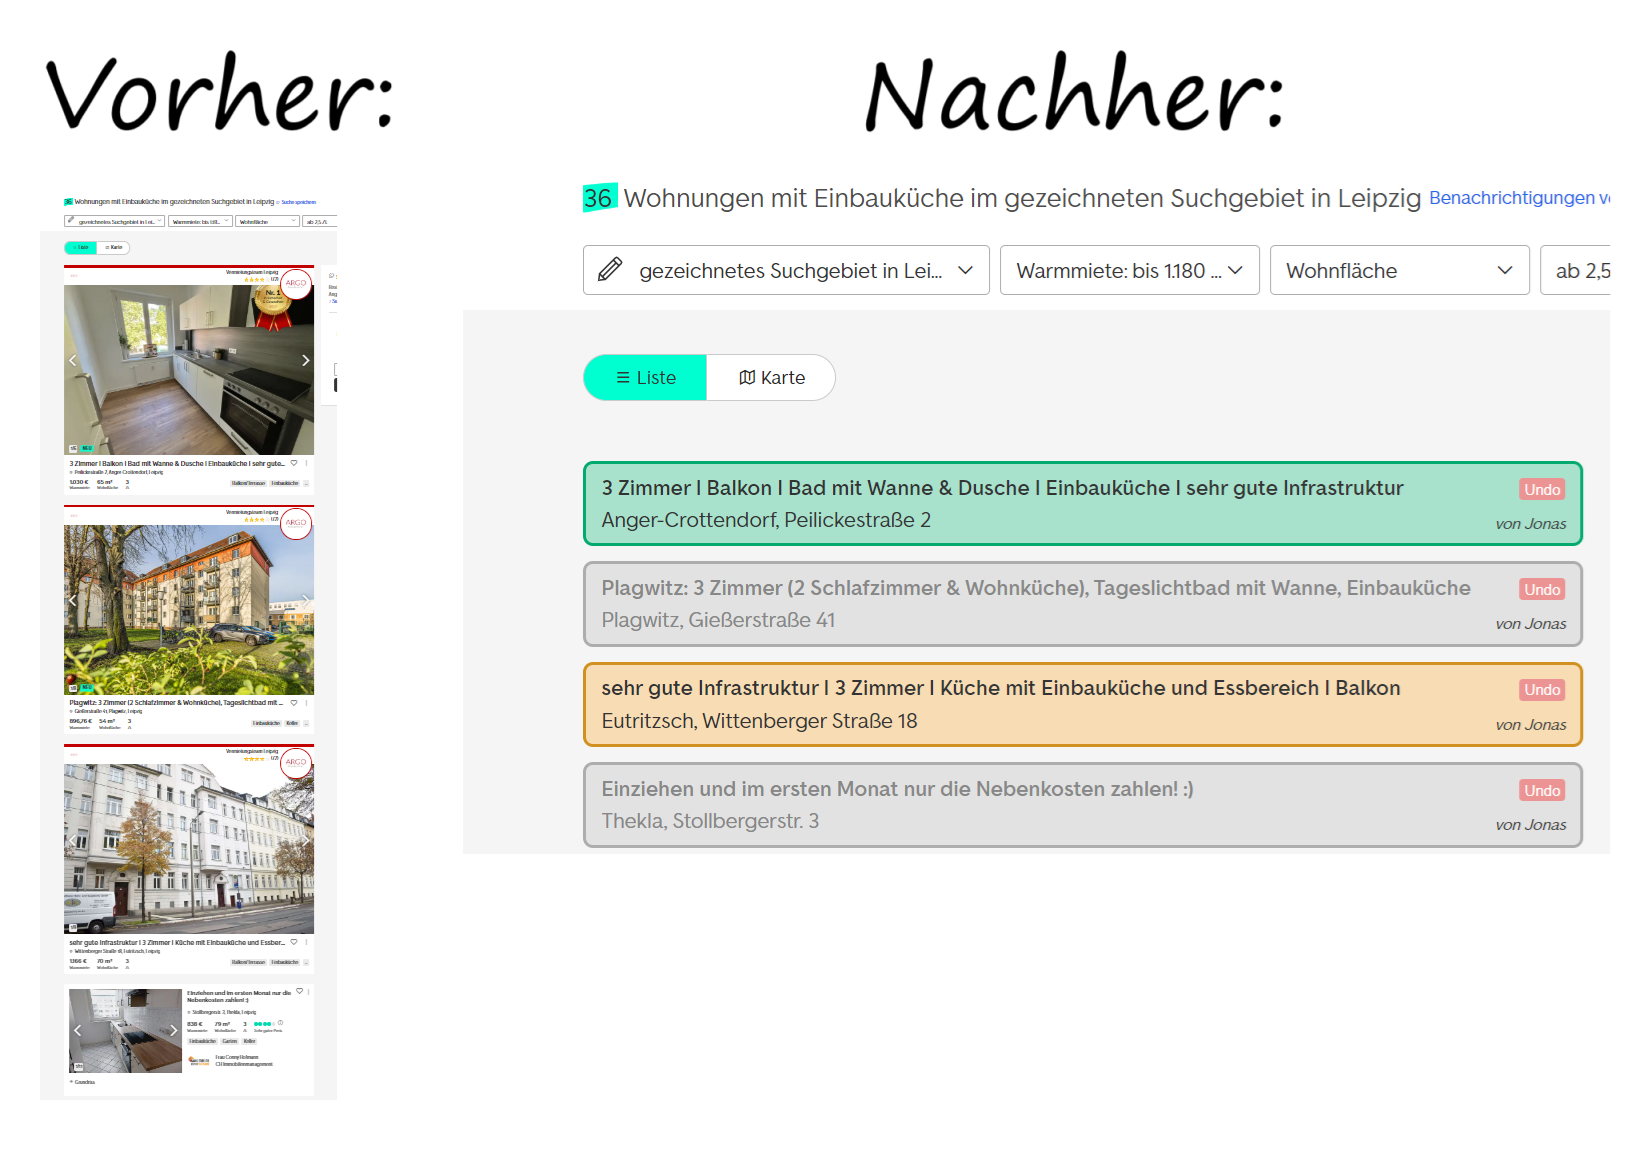 Vorher:
Nachher:
36 Wohnungen mit Einbauküche im gezeichneten Suchgebiet in Leipzig Suche speichern
gezeichnetes Suchgebiet in Lei... Warmmiete: bis 1.18... Wohnfläche ab 2,5 Zi.
Liste Karte
Vermietungsteam Leipzig
ARGO
Nr. 1
3 Zimmer I Balkon I Bad mit Wanne & Dusche I Einbauküche I sehr gute...
Peilickestraße 2, Anger-Crottendorf, Leipzig
1.030 € 65 m² 3
Warmmiete Wohnfläche Zi.
Balkon/Terrasse Einbauküche ...
Vermietungsteam Leipzig
ARGO
NEU
Plagwitz: 3 Zimmer (2 Schlafzimmer & Wohnküche), Tageslichtbad mit ...
Gießerstraße 41, Plagwitz, Leipzig
896,76 € 54 m² 3
Warmmiete Wohnfläche Zi.
Einbauküche Keller ...
Vermietungsteam Leipzig
ARGO
sehr gute Infrastruktur I 3 Zimmer I Küche mit Einbauküche und Essber...
Wittenberger Straße 18, Eutritzsch, Leipzig
1.166 € 70 m² 3
Warmmiete Wohnfläche Zi.
Balkon/Terrasse Einbauküche ...
Einziehen und im ersten Monat nur die
Nebenkosten zahlen! :)
Stollbergerstr. 3, Thekla, Leipzig
838 € 79 m² 3
Warmmiete Wohnfläche Zi. Sehr guter Preis
Einbauküche Garten Keller
Frau Conny Hofmann
CH Immobilienmanagement
Grundriss
36 Wohnungen mit Einbauküche im gezeichneten Suchgebiet in Leipzig Benachrichtigungen
gezeichnetes Suchgebiet in Lei... Warmmiete: bis 1.180 ... Wohnfläche ab 2,5
Liste Karte
3 Zimmer I Balkon I Bad mit Wanne & Dusche I Einbauküche I sehr gute Infrastruktur Undo
Anger-Crottendorf, Peilickestraße 2 von Jonas
Plagwitz: 3 Zimmer (2 Schlafzimmer & Wohnküche), Tageslichtbad mit Wanne, Einbauküche Undo
Plagwitz, Gießerstraße 41 von Jonas
sehr gute Infrastruktur I 3 Zimmer I Küche mit Einbauküche und Essbereich I Balkon Undo
Eutritzsch, Wittenberger Straße 18 von Jonas
Einziehen und im ersten Monat nur die Nebenkosten zahlen! :) Undo
Thekla, Stollbergerstr. 3 von Jonas